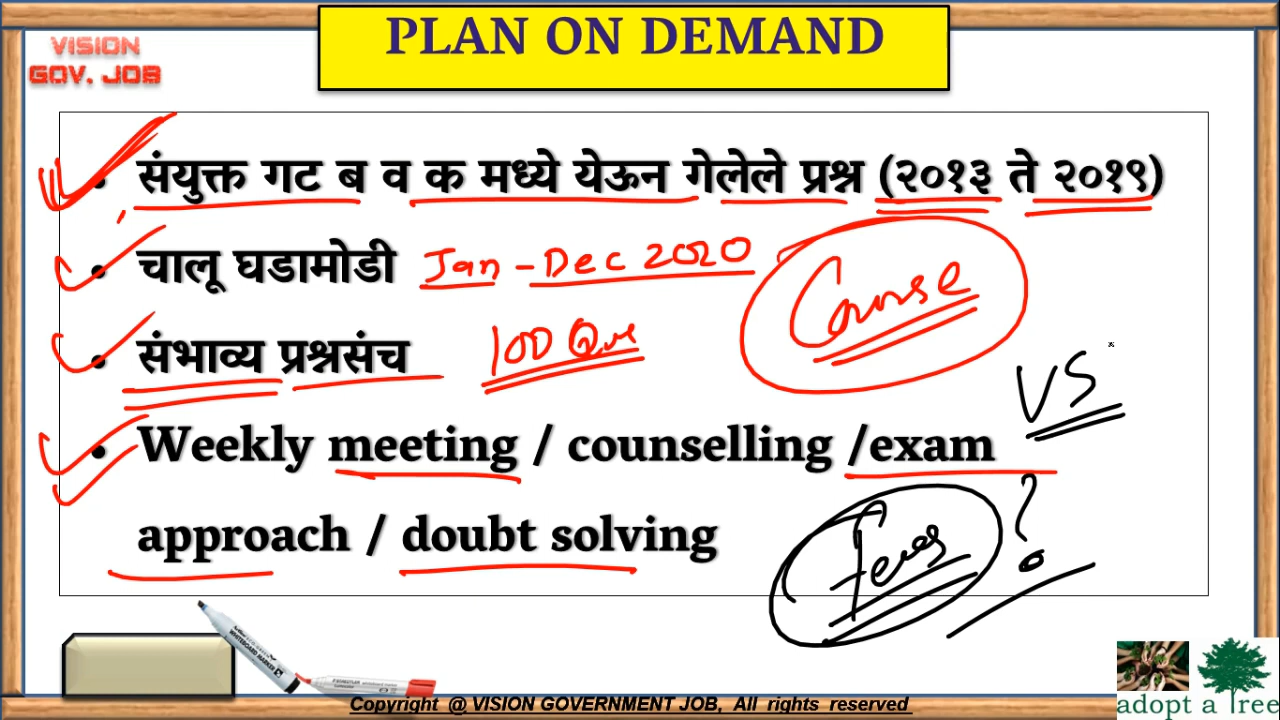 PLAN ON DEMAND
VISION
GOV. JOB
संयुक्त गट ब व क मध्ये येऊन गेलेले प्रश्न (२०१३ ते २०१९)
चालू घडामोडी Jan - Dec 2020
Course
संभाव्य प्रश्नसंच 100 Que
VS
Weekly meeting / counselling /exam
approach / doubt solving
?
adopt a Tree
Copyright @ VISION GOVERNMENT JOB, All rights reserved